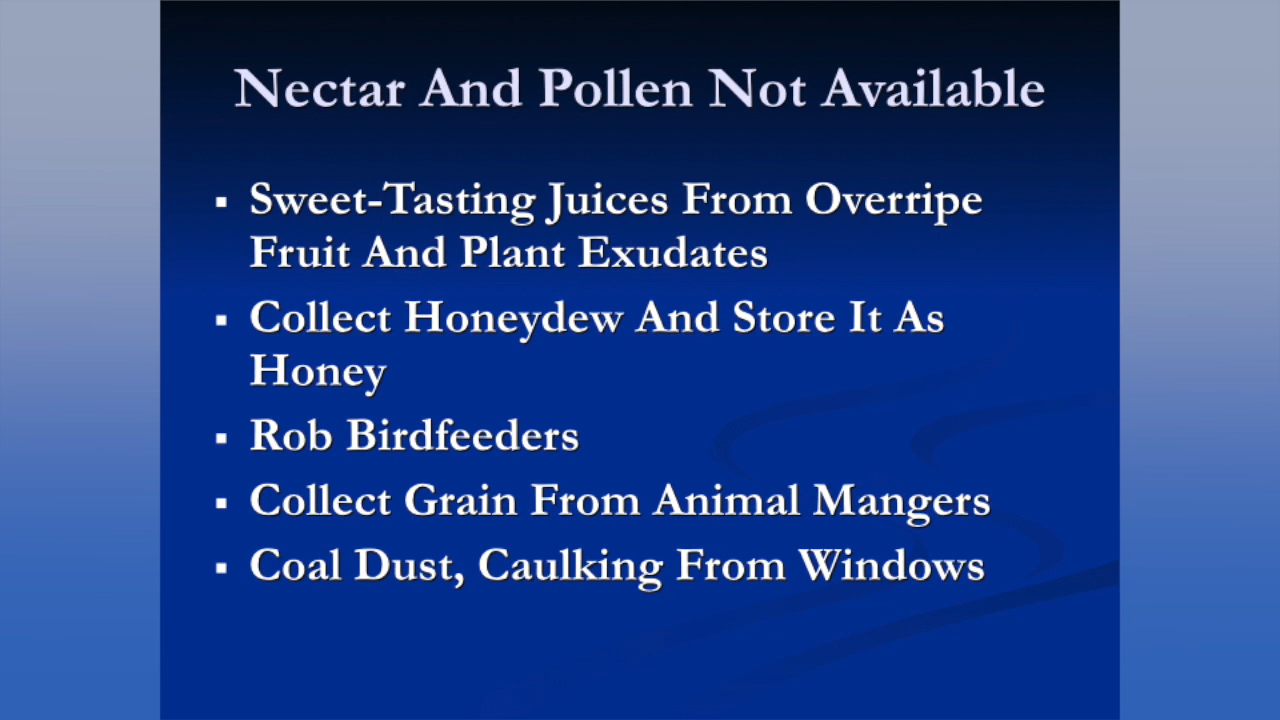 Nectar And Pollen Not Available
▪ Sweet-Tasting Juices From Overripe
Fruit And Plant Exudates
▪ Collect Honeydew And Store It As
Honey
▪ Rob Birdfeeders
▪ Collect Grain From Animal Mangers
▪ Coal Dust, Caulking From Windows